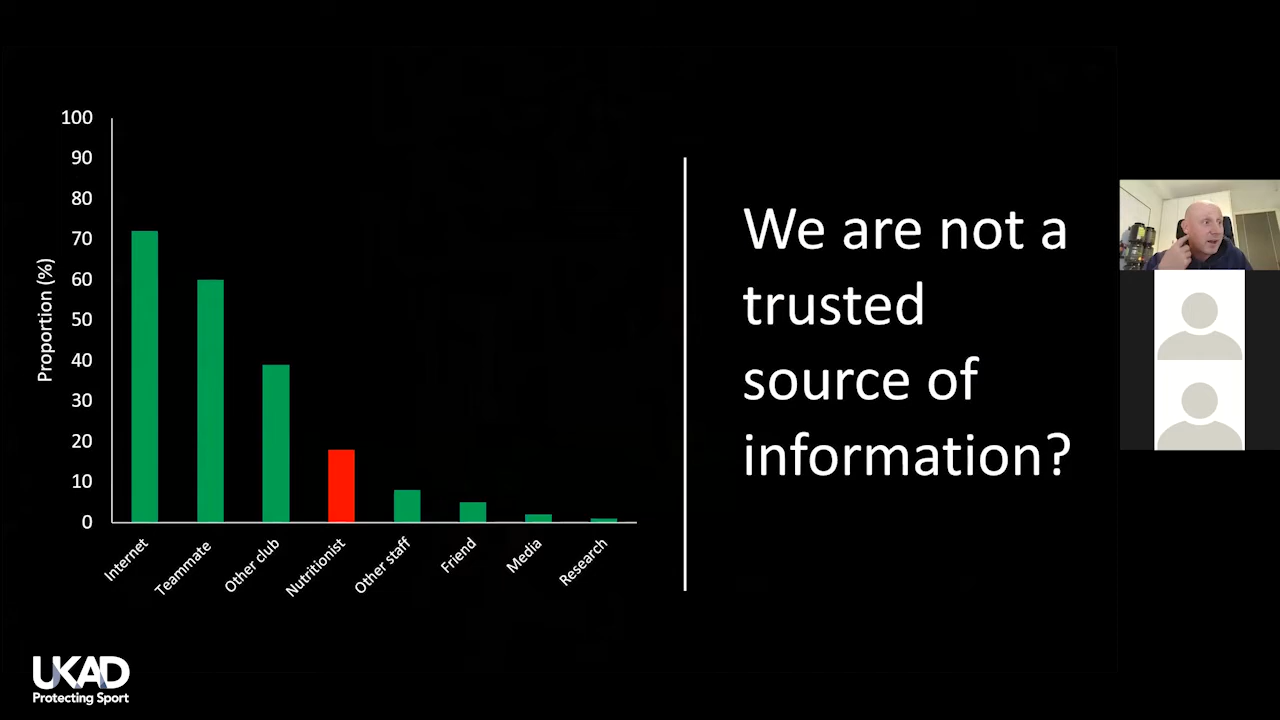 100
90
80
70
60
50
40
30
20
10
0
Proportion (%)
Internet
Teammate
Other club
Nutritionist
Other staff
Friend
Media
Research
We are not a
trusted
source of
information?
UKAD
Protecting Sport